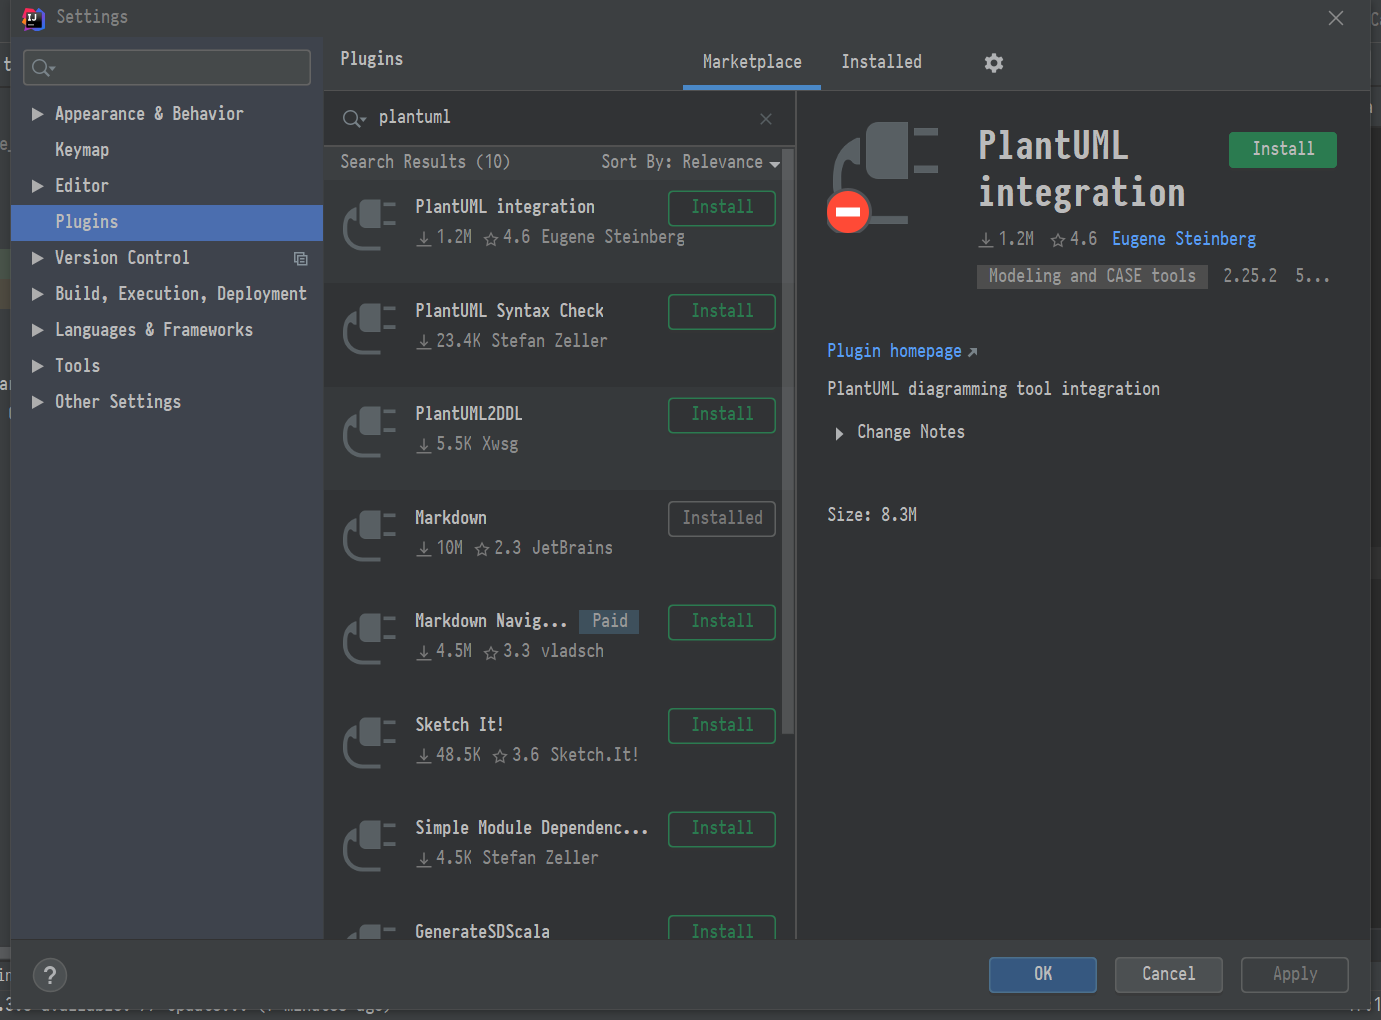 IJ Settings
Appearance & Behavior
Keymap
Editor
Plugins
Version Control
Build, Execution, Deployment
Languages & Frameworks
Tools
Other Settings
Plugins
Marketplace
Installed
plantuml
Search Results (10)
Sort By: Relevance
PlantUML integration
Install
1.2M 4.6 Eugene Steinberg
PlantUML Syntax Check
Install
23.4K Stefan Zeller
PlantUML2DDL
Install
5.5K Xwsg
Markdown
Installed
10M 2.3 JetBrains
Markdown Navig... Paid
Install
4.5M 3.3 vladsch
Sketch It!
Install
48.5K 3.6 Sketch.It!
Simple Module Dependenc...
Install
4.5K Stefan Zeller
GenerateSDScala
Install
PlantUML
integration
Install
1.2M 4.6 Eugene Steinberg
Modeling and CASE tools 2.25.2 5...
Plugin homepage
PlantUML diagramming tool integration
Change Notes
Size: 8.3M
?
OK
Cancel
Apply